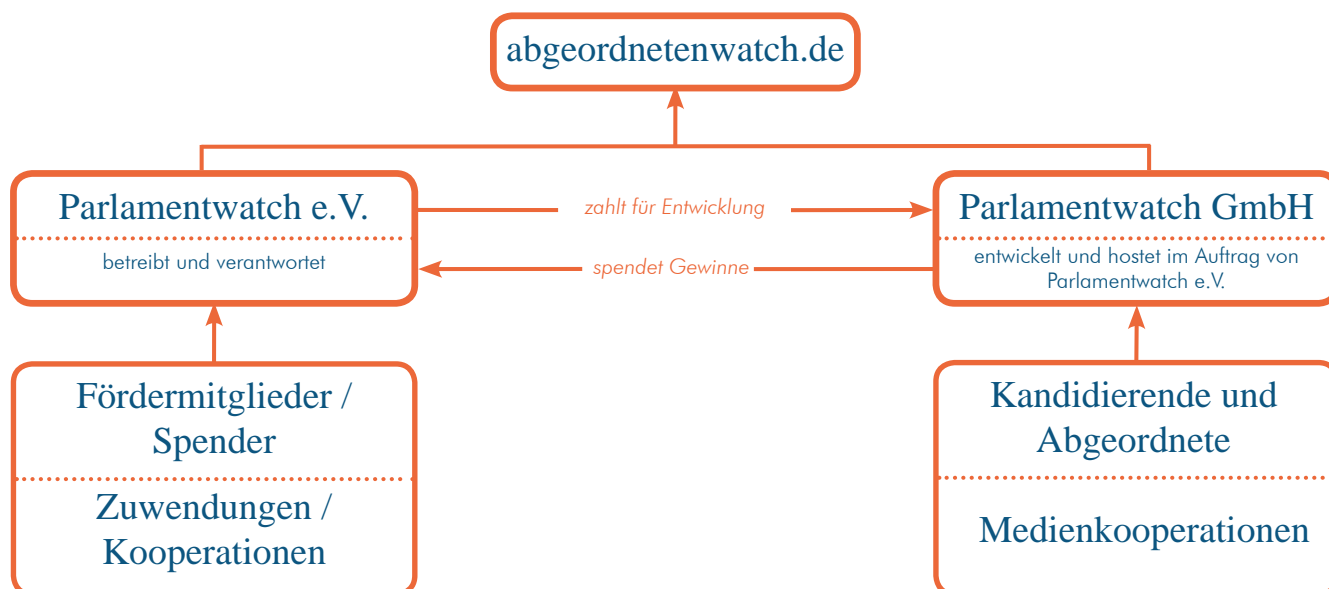 abgeordnetenwatch.de
Parlamentwatch e.V.
betreibt und verantwortet
zahlt für Entwicklung
spendet Gewinne
Parlamentwatch GmbH
entwickelt und hostet im Auftrag von
Parlamentwatch e.V.
Fördermitglieder /
Spender
Zuwendungen /
Kooperationen
Kandidierende und
Abgeordnete
Medienkooperationen